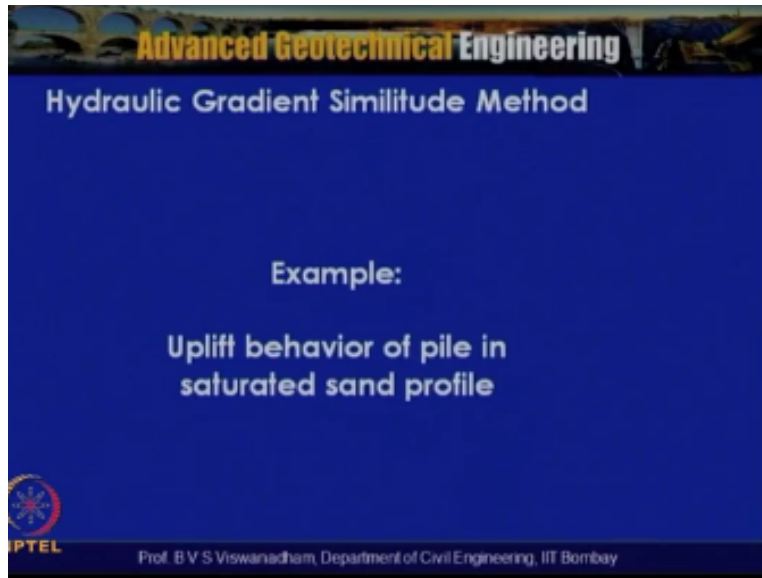 Advanced Geotechnical Engineering
Hydraulic Gradient Similitude Method
Example:
Uplift behavior of pile in
saturated sand profile
IPTEL
Prof. B V S Viswanadham, Department of Civil Engineering, IIT Bombay